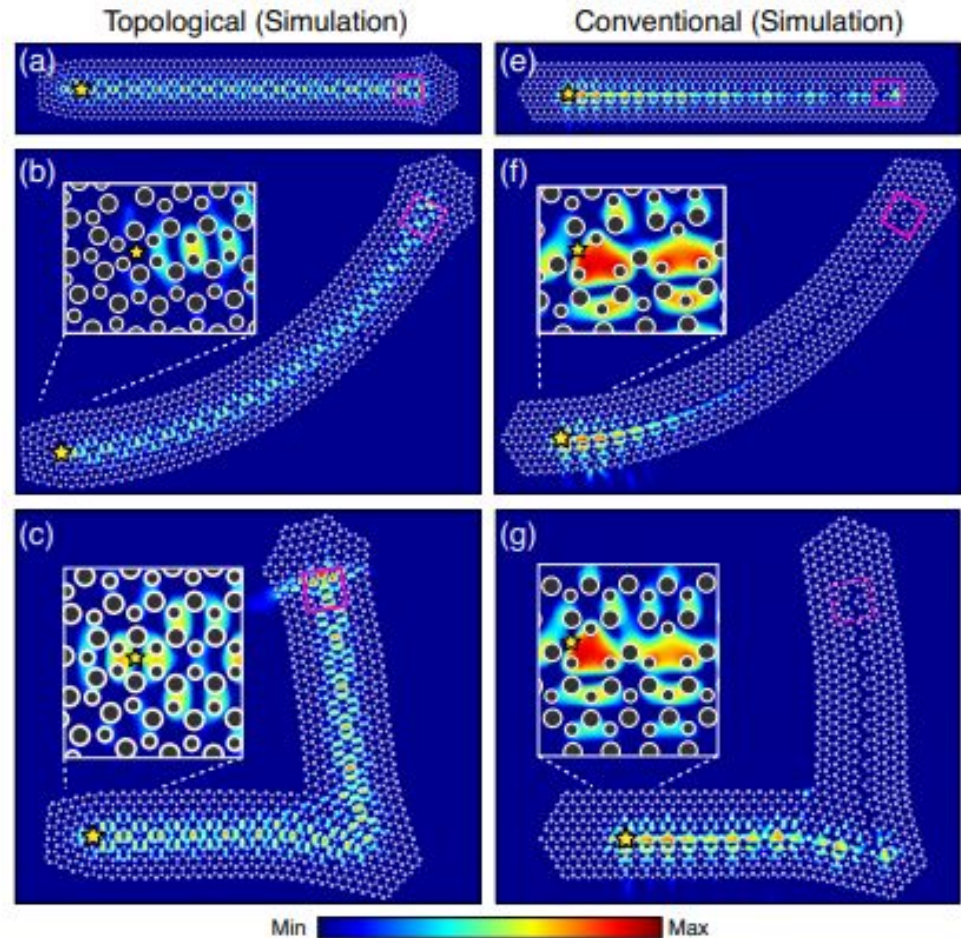 Topological (Simulation) Conventional (Simulation)
(a) (e)
(b) (f)
(c) (g)
Min Max